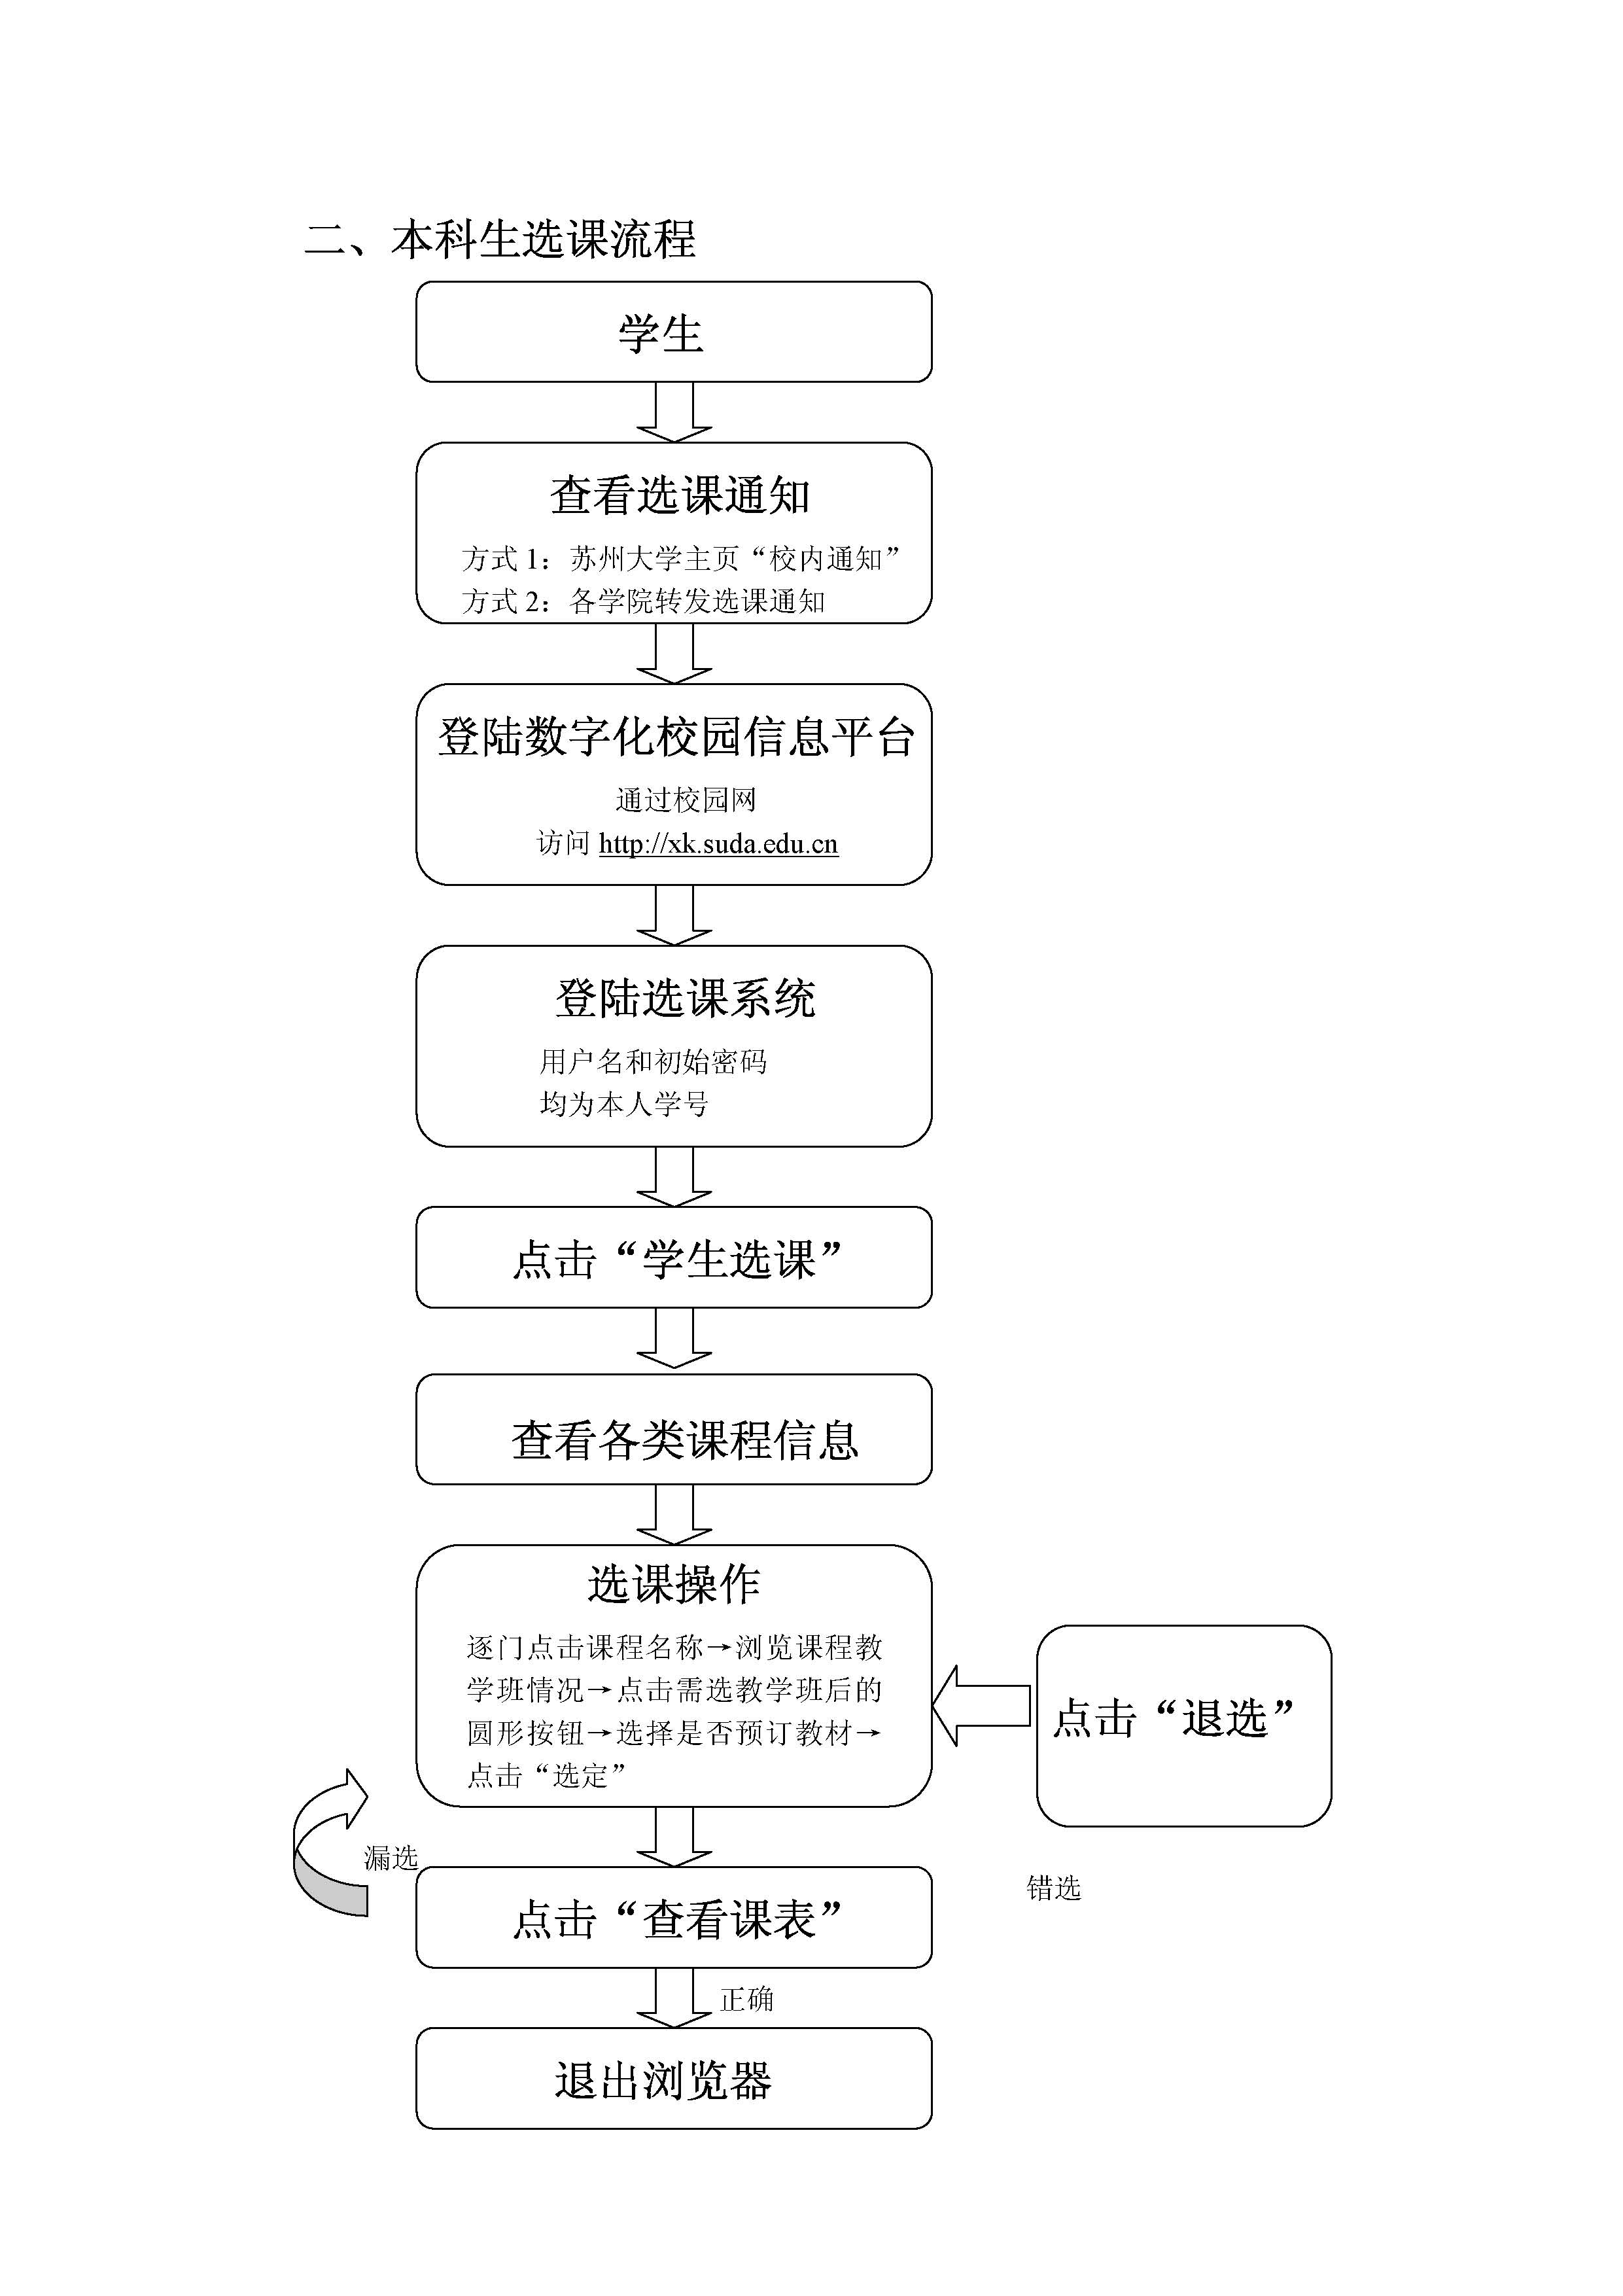 二、本科生选课流程
学生
查看选课通知
方式 1：苏州大学主页“校内通知”
方式 2：各学院转发选课通知
登陆数字化校园信息平台
通过校园网
访问 http://xk.suda.edu.cn
登陆选课系统
用户名和初始密码
均为本人学号
点击“学生选课”
查看各类课程信息
选课操作
逐门点击课程名称→浏览课程教
学班情况→点击需选教学班后的
圆形按钮→选择是否预订教材→
点击“选定”
点击“退选”
漏选
错选
点击“查看课表”
正确
退出浏览器